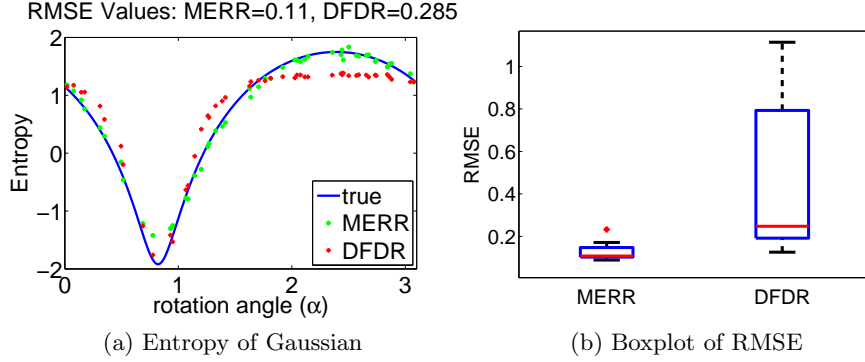 RMSE Values: MERR=0.11, DFDR=0.285
Entropy
2
1
0
−1
−2
0
1
2
3
rotation angle (α)
true
MERR
DFDR
(a) Entropy of Gaussian
RMSE
1
0.8
0.6
0.4
0.2
MERR
DFDR
(b) Boxplot of RMSE